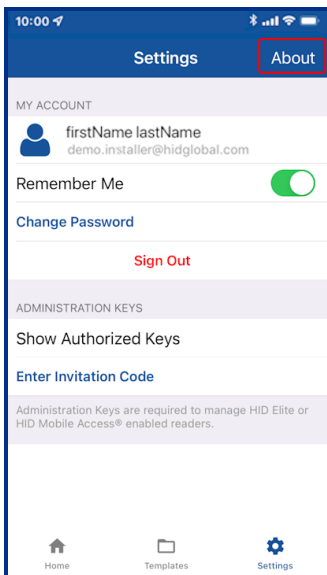 10:00
Settings
About
MY ACCOUNT
firstName lastName
demo.installer@hidglobal.com
Remember Me
Change Password
Sign Out
ADMINISTRATION KEYS
Show Authorized Keys
Enter Invitation Code
Administration Keys are required to manage HID Elite or
HID Mobile Access® enabled readers.
Home
Templates
Settings